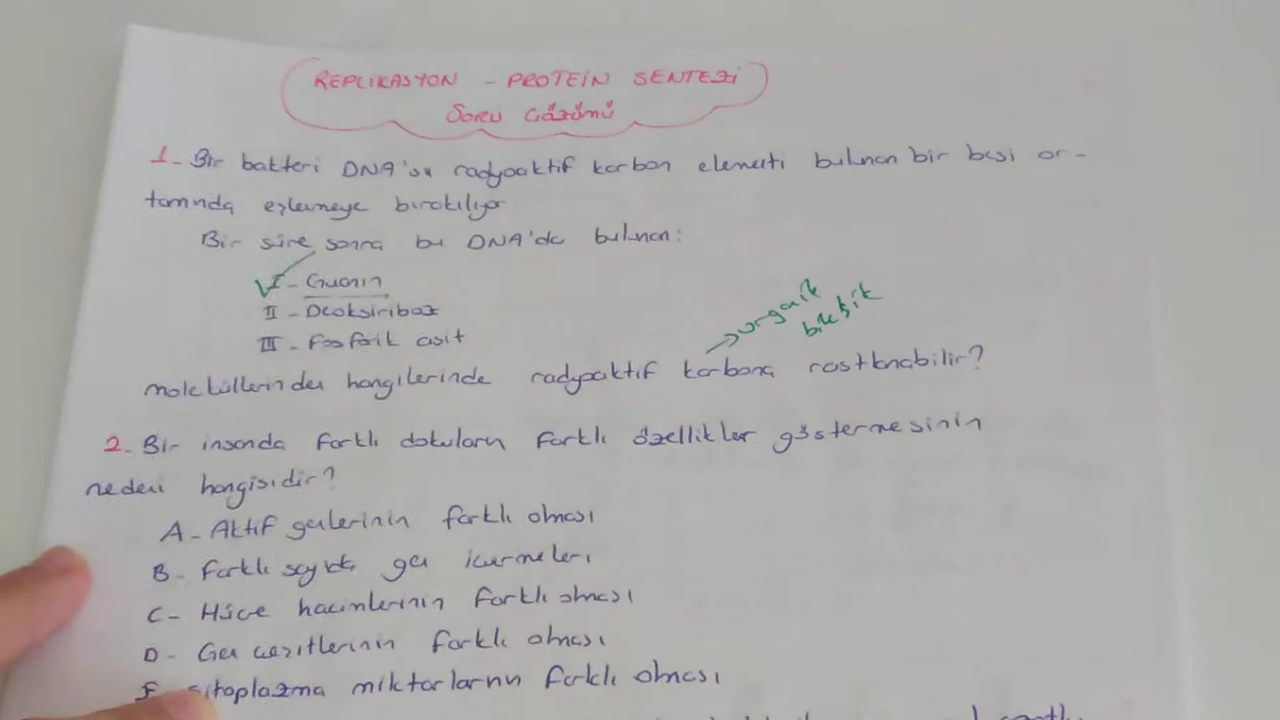 REPLİKASYON - PROTEİN SENTEZİ
Soru Çözümü
1- Bir bakteri DNA'sı radyoaktif karbon elementi bulunan bir besi or-
tamında eşlemeye bırakılıyor.
Bir süre sonra bu DNA'da bulunan:
I- Guanin
II- Deoksiriboz
III- Fosforik asit
→ organik
bileşik
moleküllerinden hangilerinde radyoaktif karbona rastlanabilir?
2. Bir insanda farklı dokuların farklı özellikler göstermesinin
nedeni hangisidir?
A- Aktif genlerinin farklı olması
B- Farklı sayıda gen içermeleri
C- Hücre hacimlerinin farklı olması
D- Gen çeşitlerinin farklı olması
E- Sitoplazma miktarlarının farklı olması